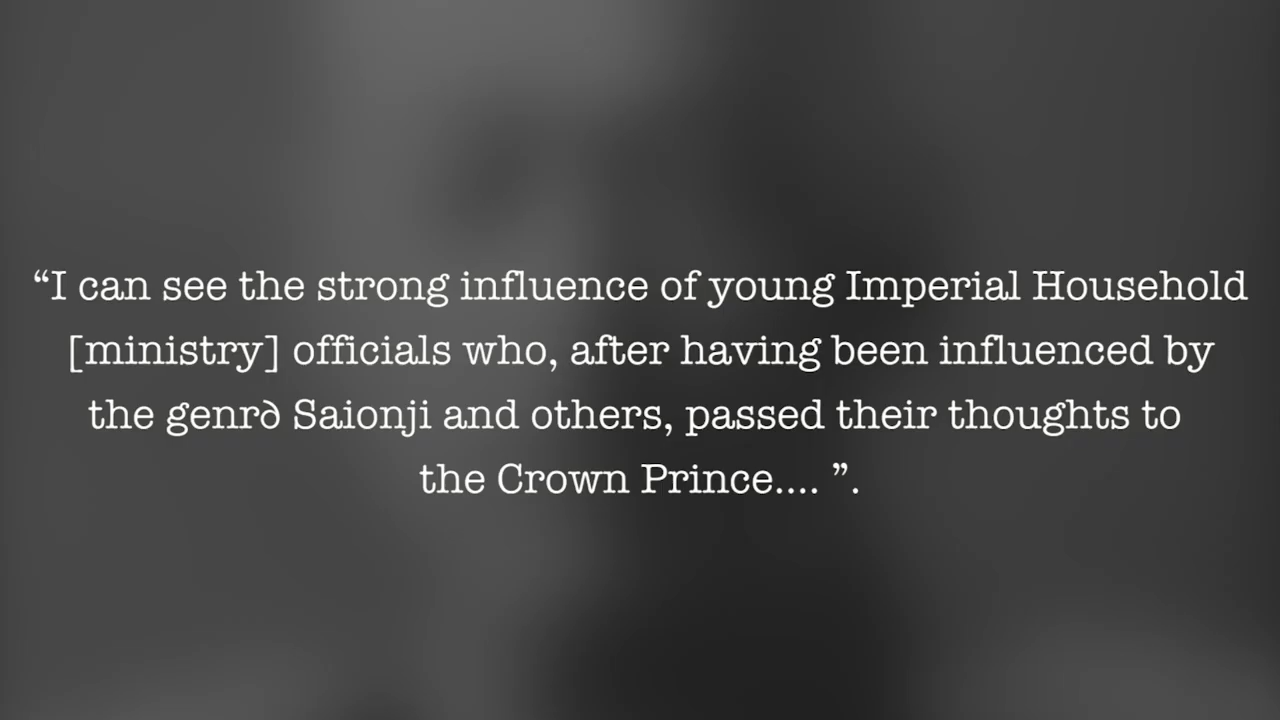 “I can see the strong influence of young Imperial Household
[ministry] officials who, after having been influenced by
the genr∂ Saionji and others, passed their thoughts to
the Crown Prince.... ”.